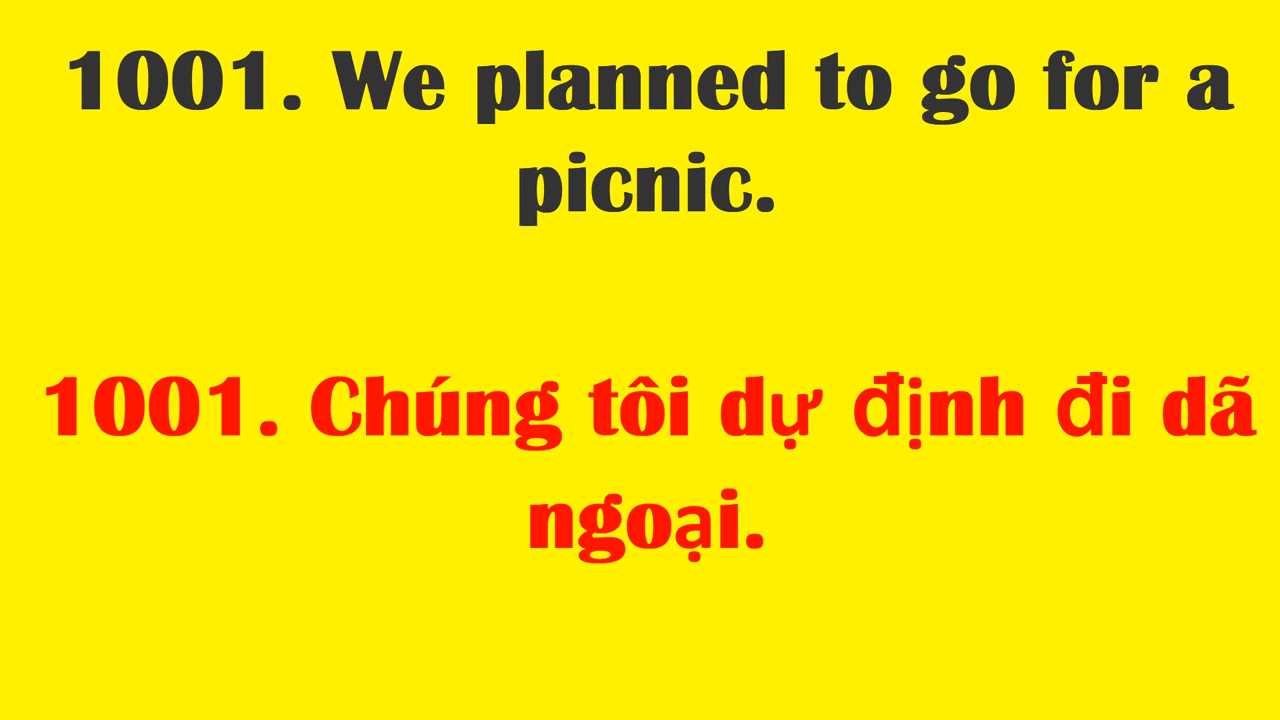 1001. We planned to go for a
picnic.
1001. Chúng tôi dự định đi dã
ngoại.